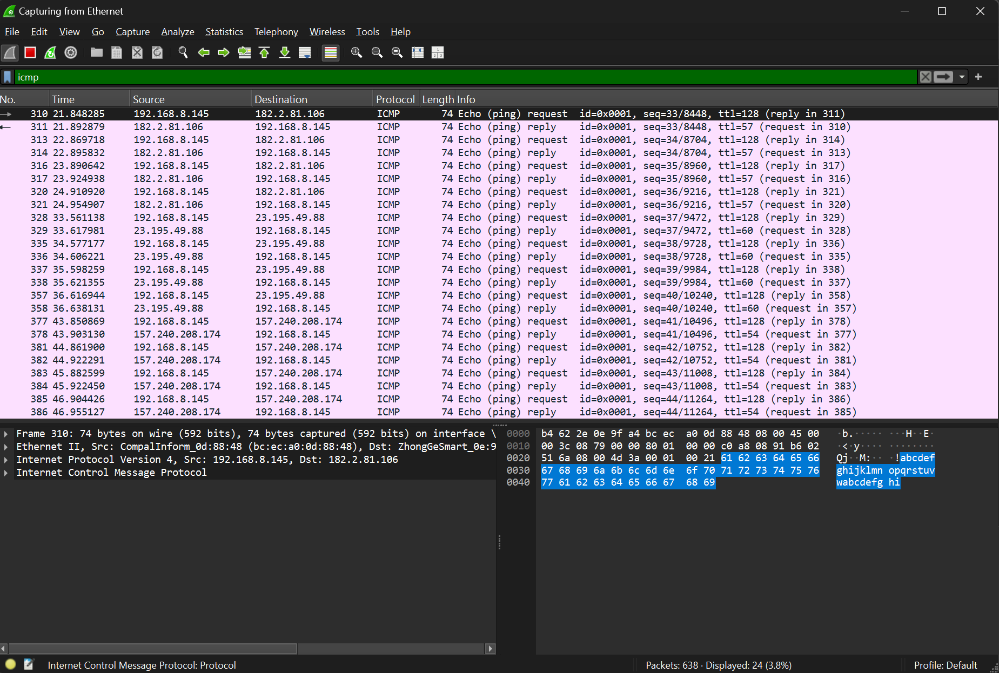 Capturing from Ethernet
File Edit View Go Capture Analyze Statistics Telephony Wireless Tools Help
icmp
No. Time Source Destination Protocol Length Info
310 21.848285 192.168.8.145 182.2.81.106 ICMP 74 Echo (ping) request id=0x0001, seq=33/8448, ttl=128 (reply in 311)
311 21.892879 182.2.81.106 192.168.8.145 ICMP 74 Echo (ping) reply id=0x0001, seq=33/8448, ttl=57 (request in 310)
313 22.869718 192.168.8.145 182.2.81.106 ICMP 74 Echo (ping) request id=0x0001, seq=34/8704, ttl=128 (reply in 314)
314 22.895832 182.2.81.106 192.168.8.145 ICMP 74 Echo (ping) reply id=0x0001, seq=34/8704, ttl=57 (request in 313)
316 23.890642 192.168.8.145 182.2.81.106 ICMP 74 Echo (ping) request id=0x0001, seq=35/8960, ttl=128 (reply in 317)
317 23.924938 182.2.81.106 192.168.8.145 ICMP 74 Echo (ping) reply id=0x0001, seq=35/8960, ttl=57 (request in 316)
320 24.910920 192.168.8.145 182.2.81.106 ICMP 74 Echo (ping) request id=0x0001, seq=36/9216, ttl=128 (reply in 321)
321 24.954907 182.2.81.106 192.168.8.145 ICMP 74 Echo (ping) reply id=0x0001, seq=36/9216, ttl=57 (request in 320)
328 33.561138 192.168.8.145 23.195.49.88 ICMP 74 Echo (ping) request id=0x0001, seq=37/9472, ttl=128 (reply in 329)
329 33.617981 23.195.49.88 192.168.8.145 ICMP 74 Echo (ping) reply id=0x0001, seq=37/9472, ttl=60 (request in 328)
335 34.577177 192.168.8.145 23.195.49.88 ICMP 74 Echo (ping) request id=0x0001, seq=38/9728, ttl=128 (reply in 336)
336 34.606221 23.195.49.88 192.168.8.145 ICMP 74 Echo (ping) reply id=0x0001, seq=38/9728, ttl=60 (request in 335)
337 35.598259 192.168.8.145 23.195.49.88 ICMP 74 Echo (ping) request id=0x0001, seq=39/9984, ttl=128 (reply in 338)
338 35.621355 23.195.49.88 192.168.8.145 ICMP 74 Echo (ping) reply id=0x0001, seq=39/9984, ttl=60 (request in 337)
357 36.616944 192.168.8.145 23.195.49.88 ICMP 74 Echo (ping) request id=0x0001, seq=40/10240, ttl=128 (reply in 358)
358 36.638131 23.195.49.88 192.168.8.145 ICMP 74 Echo (ping) reply id=0x0001, seq=40/10240, ttl=60 (request in 357)
377 43.850869 192.168.8.145 157.240.208.174 ICMP 74 Echo (ping) request id=0x0001, seq=41/10496, ttl=128 (reply in 378)
378 43.903130 157.240.208.174 192.168.8.145 ICMP 74 Echo (ping) reply id=0x0001, seq=41/10496, ttl=54 (request in 377)
381 44.861900 192.168.8.145 157.240.208.174 ICMP 74 Echo (ping) request id=0x0001, seq=42/10752, ttl=128 (reply in 382)
382 44.922291 157.240.208.174 192.168.8.145 ICMP 74 Echo (ping) reply id=0x0001, seq=42/10752, ttl=54 (request in 381)
383 45.882599 192.168.8.145 157.240.208.174 ICMP 74 Echo (ping) request id=0x0001, seq=43/11008, ttl=128 (reply in 384)
384 45.922450 157.240.208.174 192.168.8.145 ICMP 74 Echo (ping) reply id=0x0001, seq=43/11008, ttl=54 (request in 383)
385 46.904426 192.168.8.145 157.240.208.174 ICMP 74 Echo (ping) request id=0x0001, seq=44/11264, ttl=128 (reply in 386)
386 46.955127 157.240.208.174 192.168.8.145 ICMP 74 Echo (ping) reply id=0x0001, seq=44/11264, ttl=54 (request in 385)
Frame 310: 74 bytes on wire (592 bits), 74 bytes captured (592 bits) on interface \
Ethernet II, Src: CompalInform_0d:88:48 (bc:ec:a0:0d:88:48), Dst: ZhongGeSmart_0e:9
Internet Protocol Version 4, Src: 192.168.8.145, Dst: 182.2.81.106
Internet Control Message Protocol
0000 b4 62 2e 0e 9f a4 bc ec a0 0d 88 48 08 00 45 00 ·b.····· ···H··E·
0010 00 3c 08 79 00 00 80 01 00 00 c0 a8 08 91 b6 02 ·<·y···· ········
0020 51 6a 08 00 4d 3a 00 01 00 21 61 62 63 64 65 66 Qj··M:·· ·!abcdef
0030 67 68 69 6a 6b 6c 6d 6e 6f 70 71 72 73 74 75 76 ghijklmn opqrstuv
0040 77 61 62 63 64 65 66 67 68 69 wabcdefg hi
Internet Control Message Protocol: Protocol
Packets: 638 · Displayed: 24 (3.8%)
Profile: Default